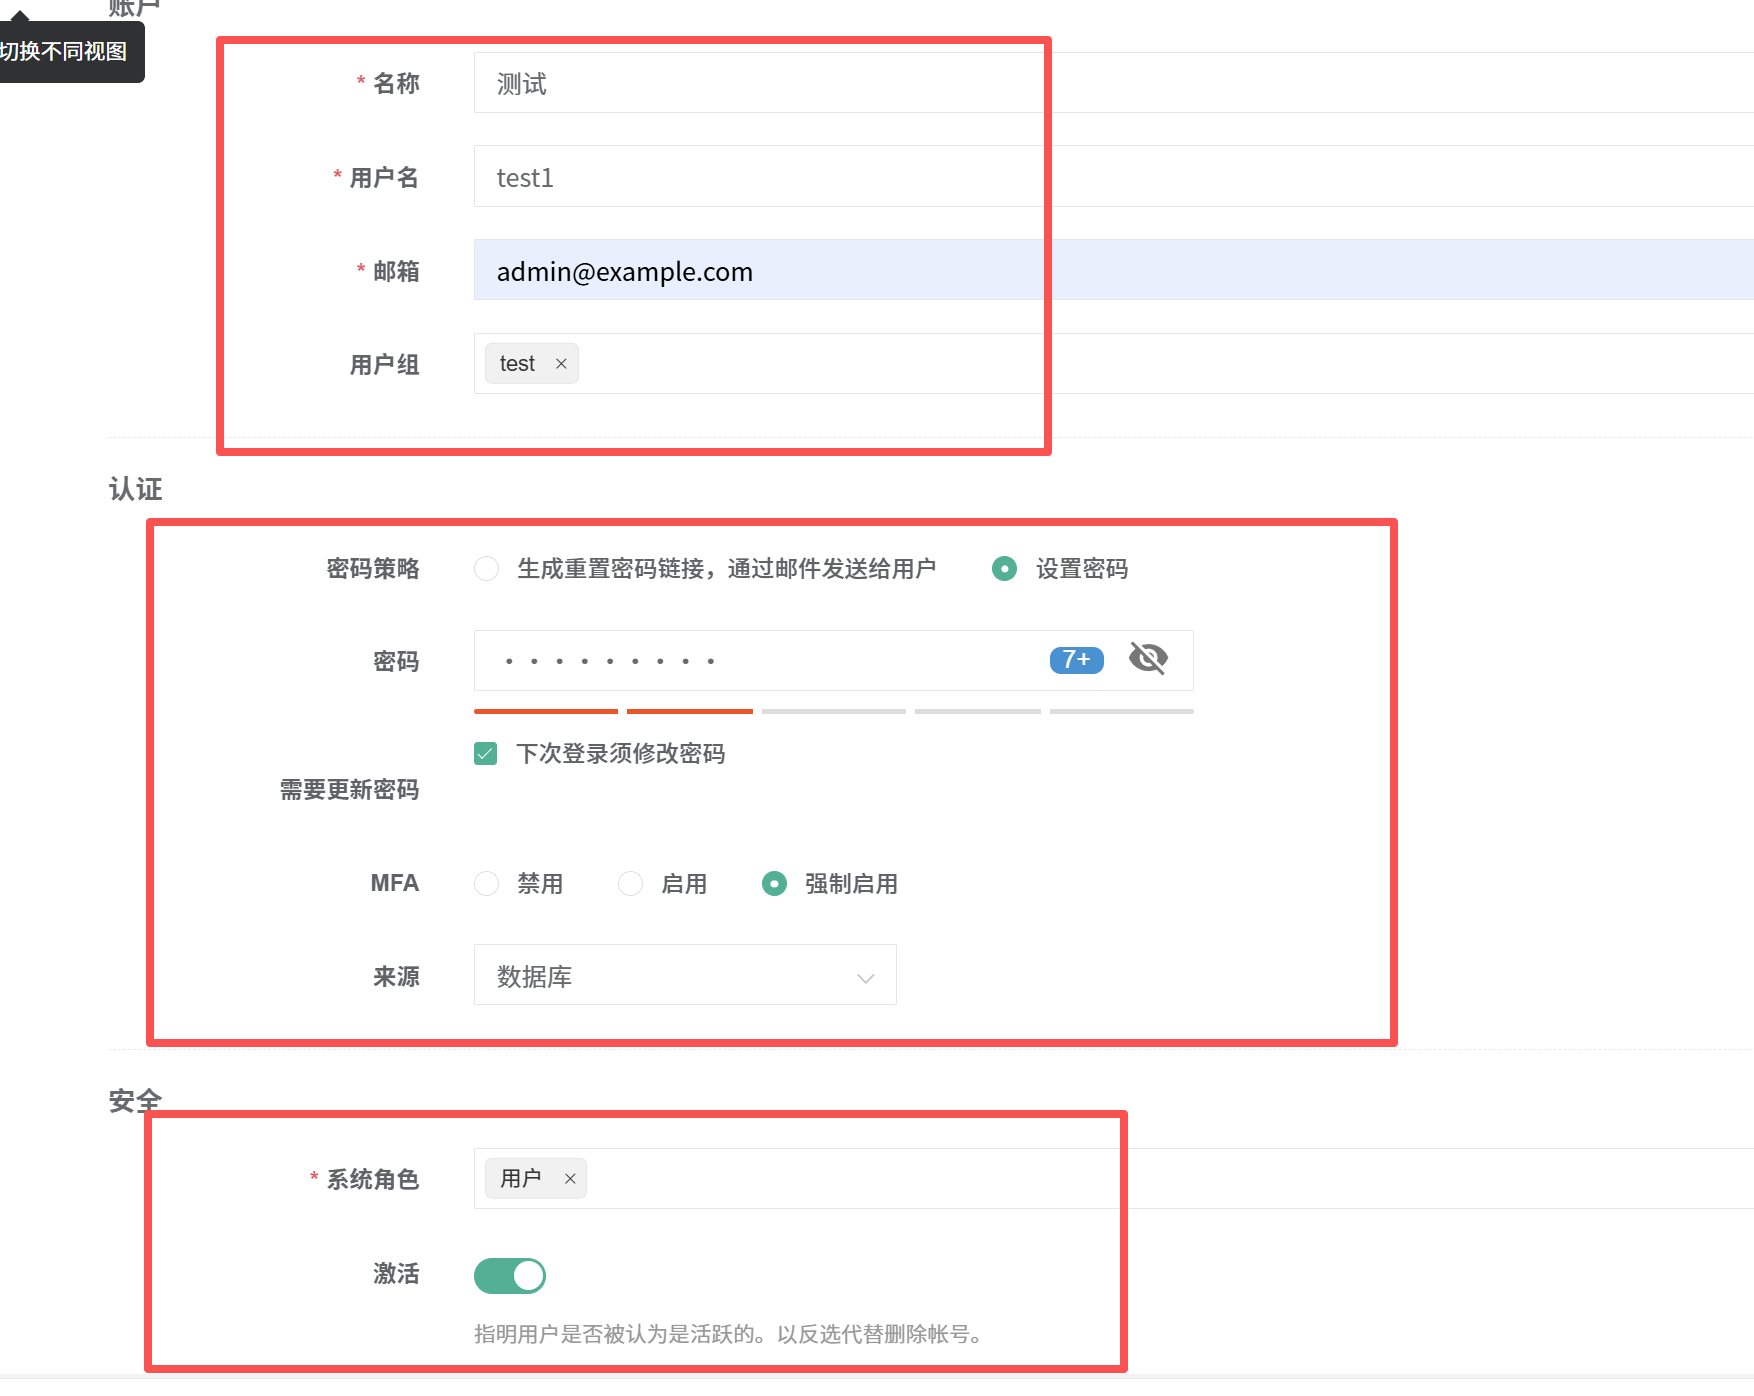 账户
切换不同视图
* 名称 测试
* 用户名 test1
* 邮箱 admin@example.com
用户组 test ×
认证
密码策略 生成重置密码链接，通过邮件发送给用户 设置密码
密码 • • • • • • • • • 7+
下次登录须修改密码
需要更新密码
MFA 禁用 启用 强制启用
来源 数据库
安全
* 系统角色 用户 ×
激活
指明用户是否被认为是活跃的。以反选代替删除帐号。